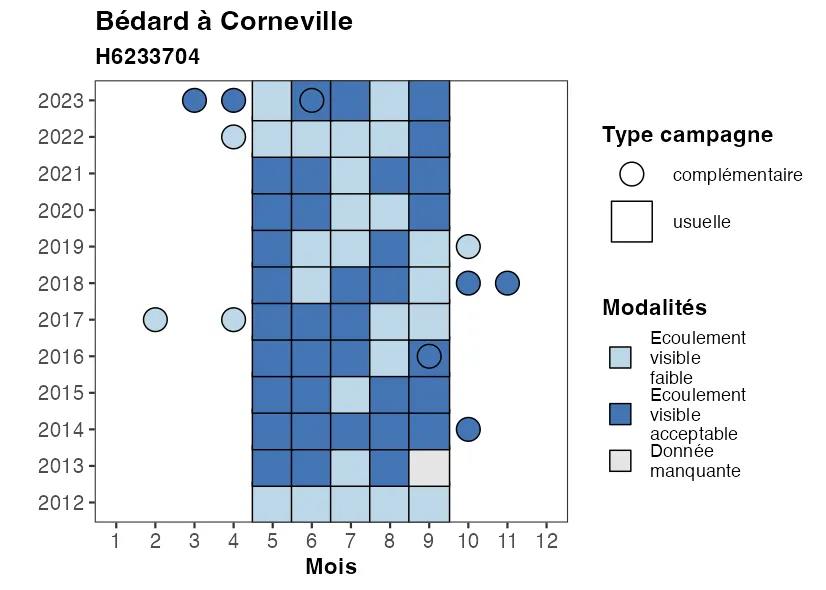 Bédard à Corneville
H6233704
2023
2022
2021
2020
2019
2018
2017
2016
2015
2014
2013
2012
1 2 3 4 5 6 7 8 9 10 11 12
Mois
Type campagne
complémentaire
usuelle
Modalités
Ecoulement
visible
faible
Ecoulement
visible
acceptable
Donnée
manquante